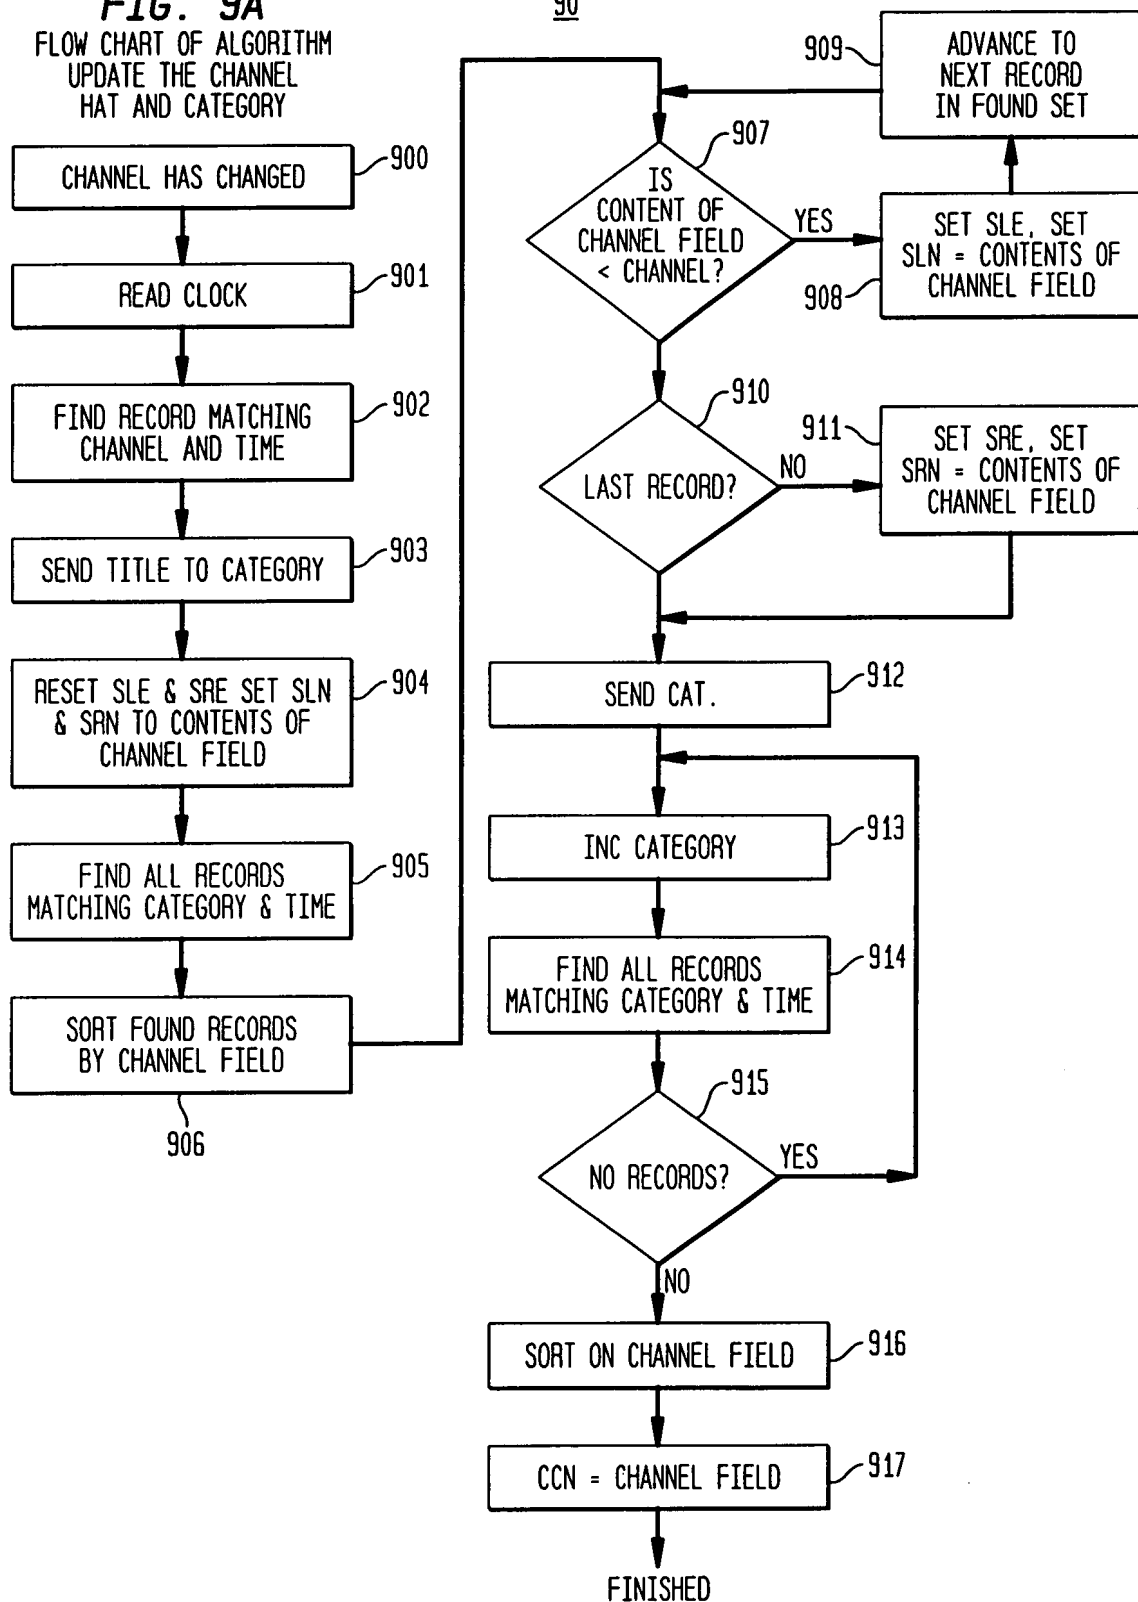 FIG. 9A
FLOW CHART OF ALGORITHM
UPDATE THE CHANNEL
HAT AND CATEGORY
CHANNEL HAS CHANGED
900
READ CLOCK
901
FIND RECORD MATCHING
CHANNEL AND TIME
902
SEND TITLE TO CATEGORY
903
RESET SLE & SRE SET SLN
& SRN TO CONTENTS OF
CHANNEL FIELD
904
FIND ALL RECORDS
MATCHING CATEGORY & TIME
905
SORT FOUND RECORDS
BY CHANNEL FIELD
906
90
IS
CONTENT OF
CHANNEL FIELD
< CHANNEL?
907
YES
SET SLE, SET
SLN = CONTENTS OF
CHANNEL FIELD
908
ADVANCE TO
NEXT RECORD
IN FOUND SET
909
LAST RECORD?
910
NO
SET SRE, SET
SRN = CONTENTS OF
CHANNEL FIELD
911
SEND CAT.
912
INC CATEGORY
913
FIND ALL RECORDS
MATCHING CATEGORY & TIME
914
NO RECORDS?
915
YES
NO
SORT ON CHANNEL FIELD
916
CCN = CHANNEL FIELD
917
FINISHED